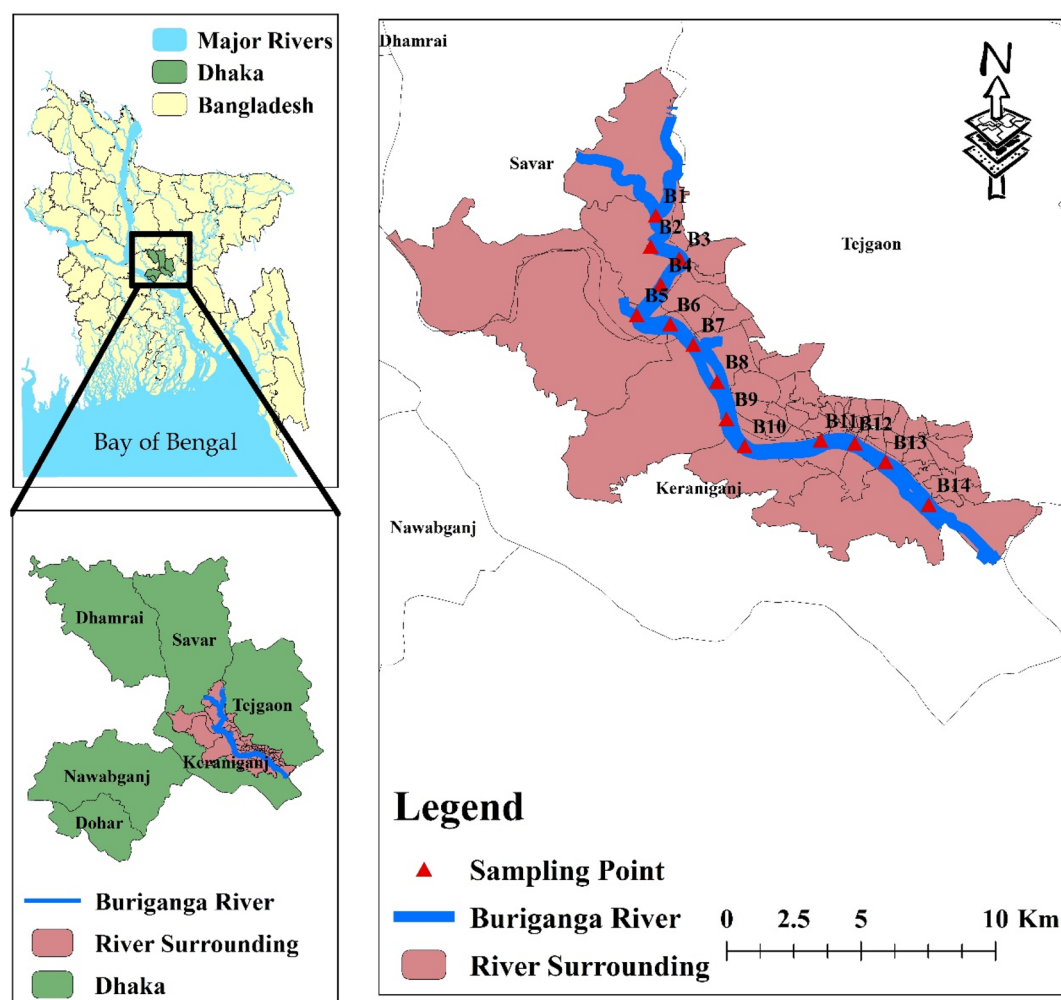 Major Rivers
Dhaka
Bangladesh
Bay of Bengal
Dhamrai
Savar
Tejgaon
Keraniganj
Nawabganj
Dohar
Buriganga River
River Surrounding
Dhaka
Dhamrai
N
Savar
B1
B2
B3
Tejgaon
B4
B5
B6
B7
B8
B9
B10
B11
B12
B13
B14
Keraniganj
Nawabganj
Legend
Sampling Point
Buriganga River
River Surrounding
0 2.5 5 10 Km